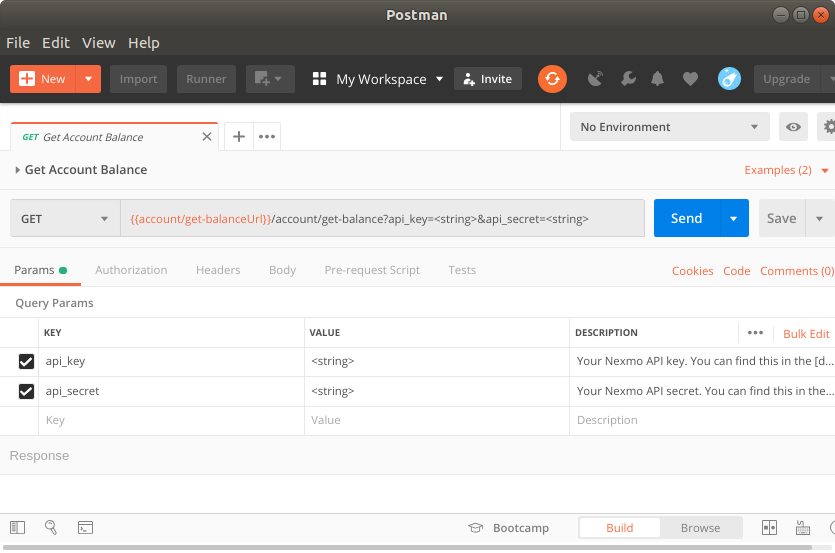 Postman
File Edit View Help
New Import Runner My Workspace Invite Upgrade
GET Get Account Balance
No Environment
Get Account Balance
Examples (2)
GET {{account/get-balanceUrl}}/account/get-balance?api_key=<string>&api_secret=<string> Send Save
Params Authorization Headers Body Pre-request Script Tests Cookies Code Comments (0)
Query Params
KEY VALUE DESCRIPTION Bulk Edit
api_key <string> Your Nexmo API key. You can find this in the [d...
api_secret <string> Your Nexmo API secret. You can find this in the...
Key Value Description
Response
Bootcamp Build Browse